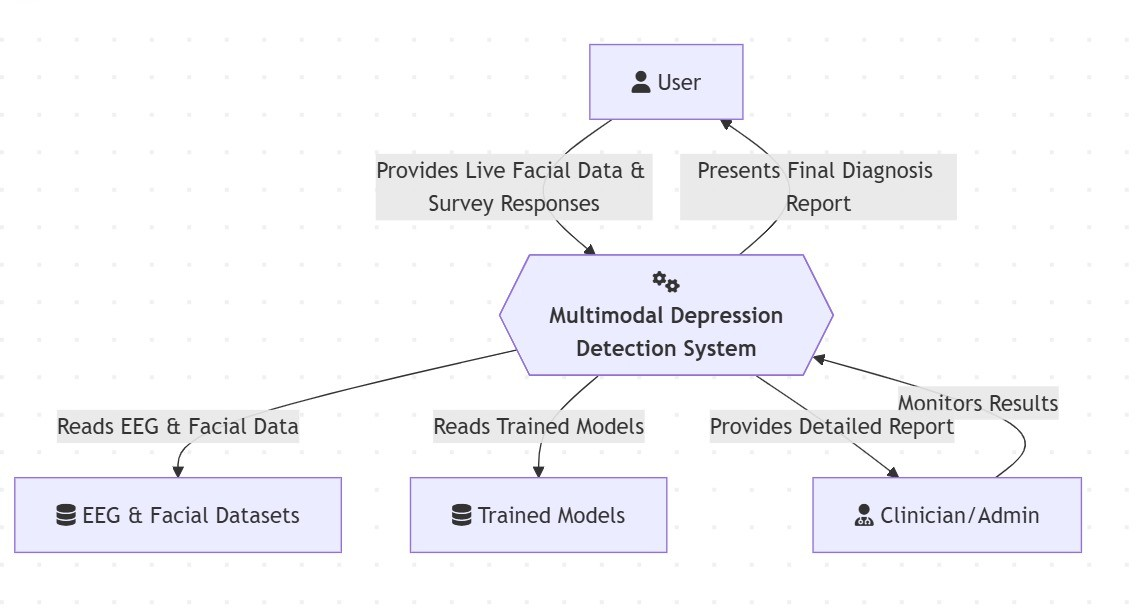 User
Provides Live Facial Data &
Survey Responses
Presents Final Diagnosis
Report
Multimodal Depression
Detection System
Monitors Results
Reads EEG & Facial Data
Reads Trained Models
Provides Detailed Report
EEG & Facial Datasets
Trained Models
Clinician/Admin